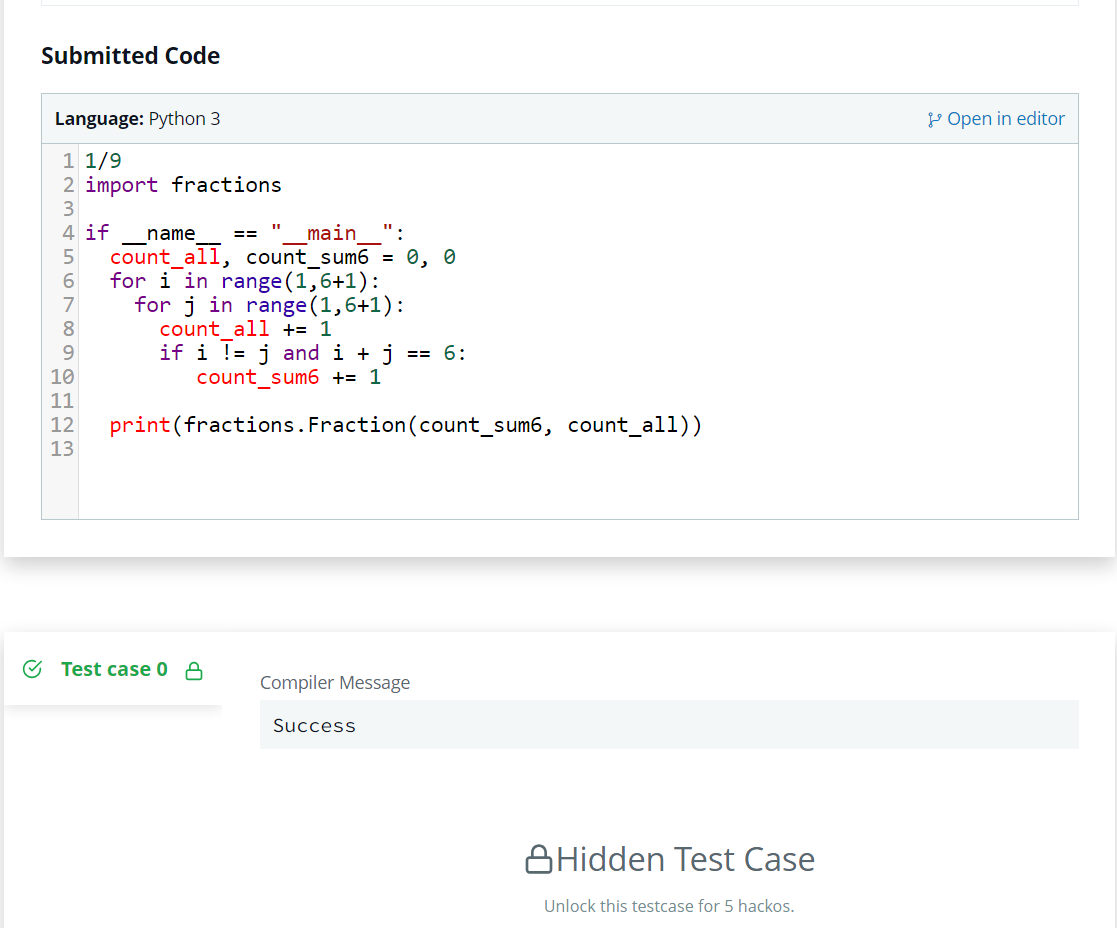 Submitted Code
Language: Python 3
Open in editor
1 1/9
2 import fractions
3
4 if __name__ == "__main__":
5   count_all, count_sum6 = 0, 0
6   for i in range(1,6+1):
7     for j in range(1,6+1):
8       count_all += 1
9       if i != j and i + j == 6:
10          count_sum6 += 1
11
12   print(fractions.Fraction(count_sum6, count_all))
13
Test case 0
Compiler Message
Success
Hidden Test Case
Unlock this testcase for 5 hackos.